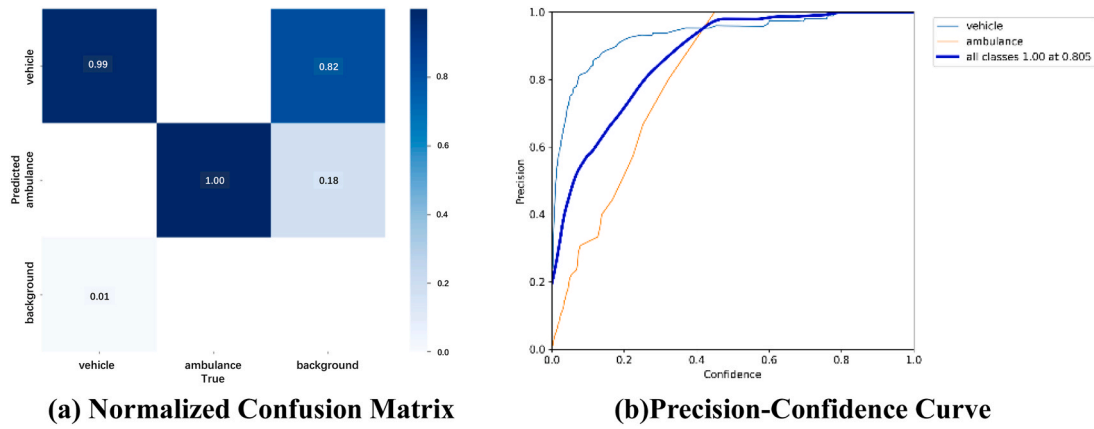 vehicle
Predicted
ambulance
background
0.99
0.82
1.00
0.18
0.01
vehicle
ambulance
background
True
0.8
0.6
0.4
0.2
0.0
(a) Normalized Confusion Matrix
1.0
0.8
0.6
0.4
0.2
0.0
Precision
0.0 0.2 0.4 0.6 0.8 1.0
Confidence
vehicle
ambulance
all classes 1.00 at 0.805
(b)Precision-Confidence Curve